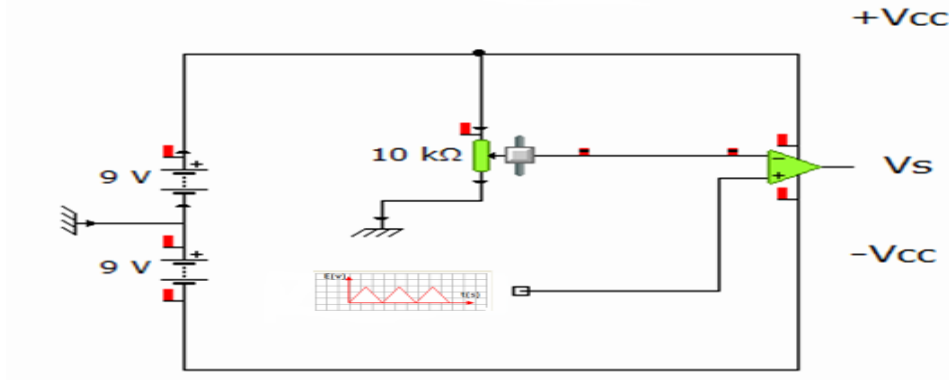 +Vcc
10 kΩ
9 V
+
-
+
Vs
-Vcc
9 V
+
E(v)
t(s)